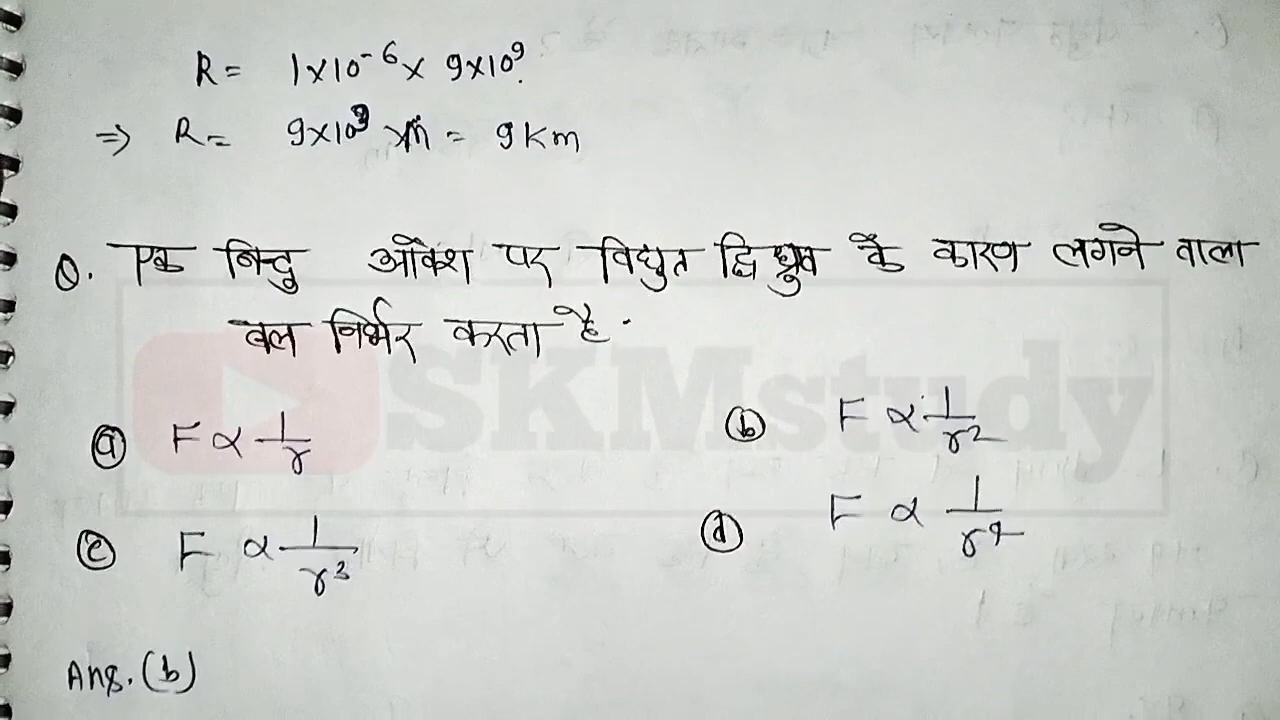 R = 1×10⁻⁶ × 9×10⁹.
⇒ R = 9×10³ m = 9 Km
Q. एक बिन्दु आवेश पर विद्युत द्विध्रुव के कारण लगने वाला
बल निर्भर करता है.
SKMstudy
(a) F ∝ 1/r (b) F ∝ 1/r²
(c) F ∝ 1/r³ (d) F ∝ 1/r⁴
Ans. (b)